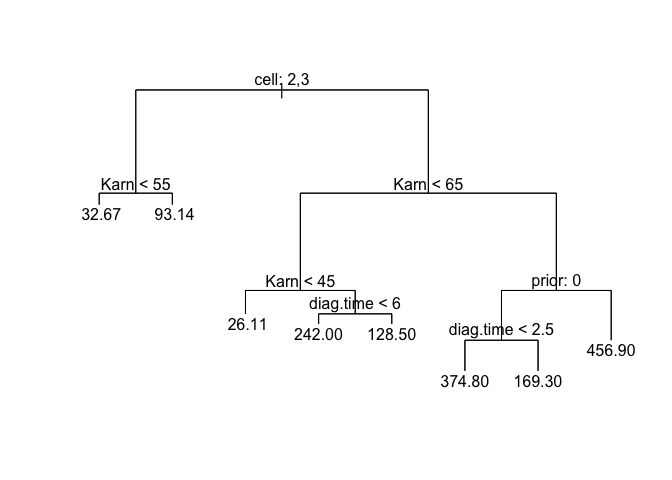 cell: 2,3
Karn < 55
Karn < 65
32.67
93.14
Karn < 45
prior: 0
diag.time < 6
26.11
242.00
128.50
diag.time < 2.5
456.90
374.80
169.30